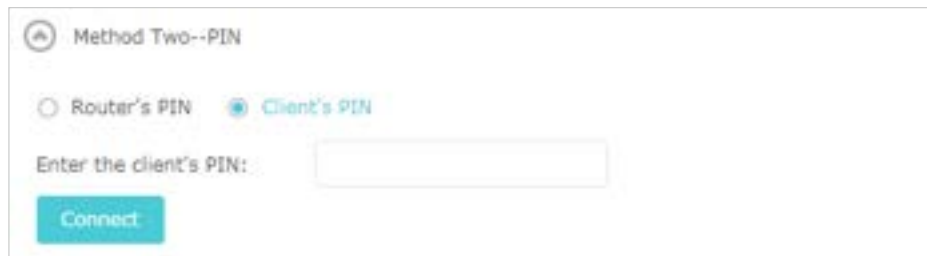 Method Two--PIN
Router's PIN Client's PIN
Enter the client's PIN:
Connect